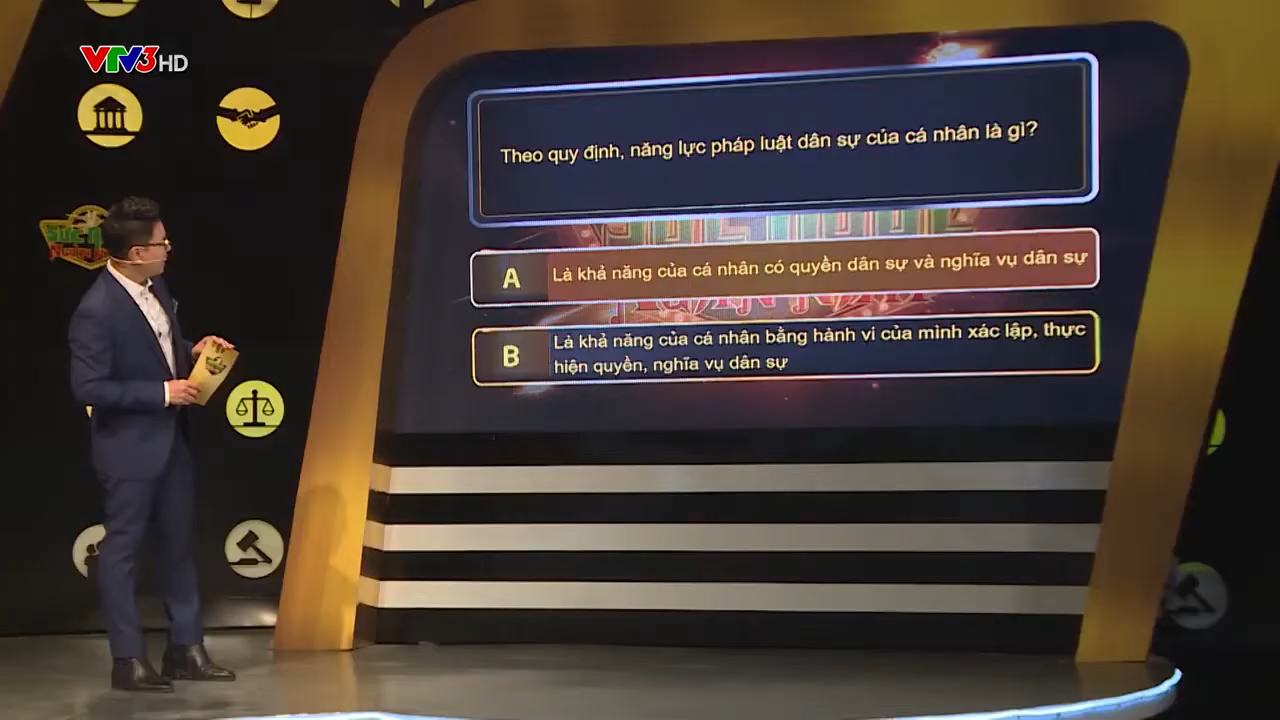 VTV3 HD
Theo quy định, năng lực pháp luật dân sự của cá nhân là gì?
A Là khả năng của cá nhân có quyền dân sự và nghĩa vụ dân sự
B Là khả năng của cá nhân bằng hành vi của mình xác lập, thực
hiện quyền, nghĩa vụ dân sự